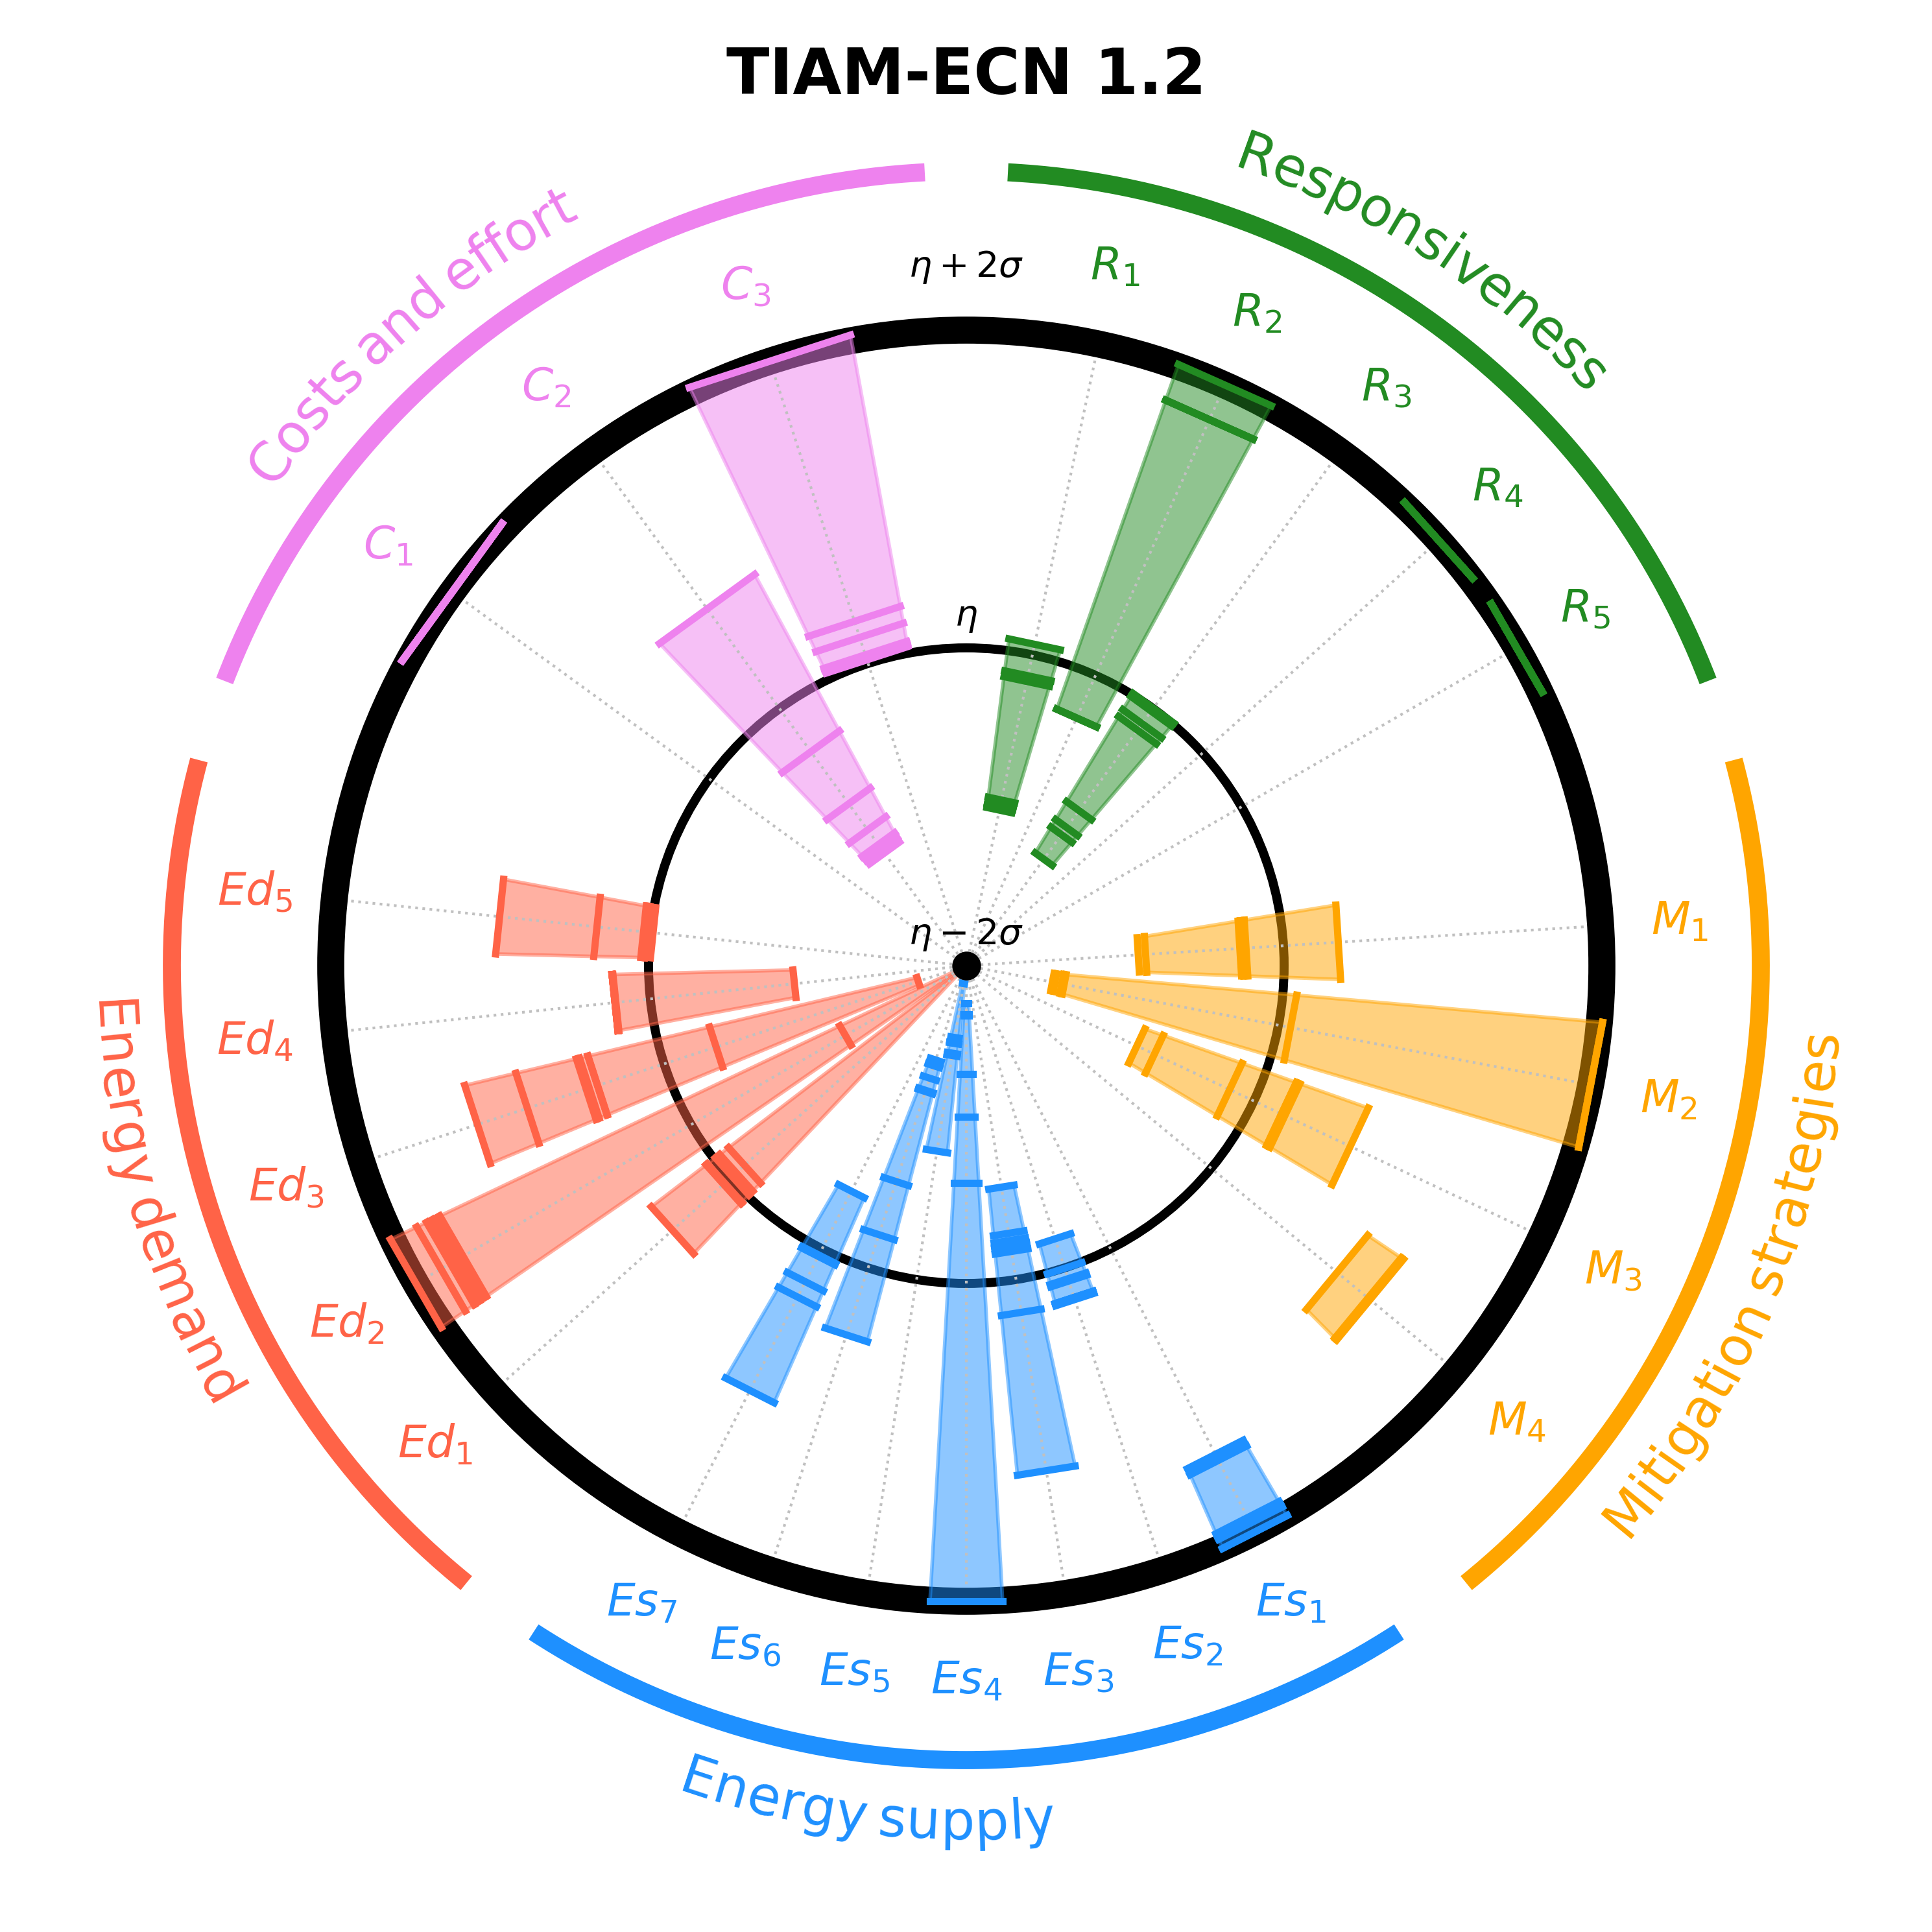 TIAM-ECN 1.2
Responsiveness
Costs and effort
η + 2σ
R₁
C₃
R₂
C₂
R₃
R₄
C₁
R₅
η
Ed₅
M₁
η − 2σ
Ed₄
M₂
Ed₃
M₃
Energy demand
Mitigation strategies
Ed₂
M₄
Ed₁
Es₇
Es₁
Es₆
Es₂
Es₅
Es₄
Es₃
Energy supply